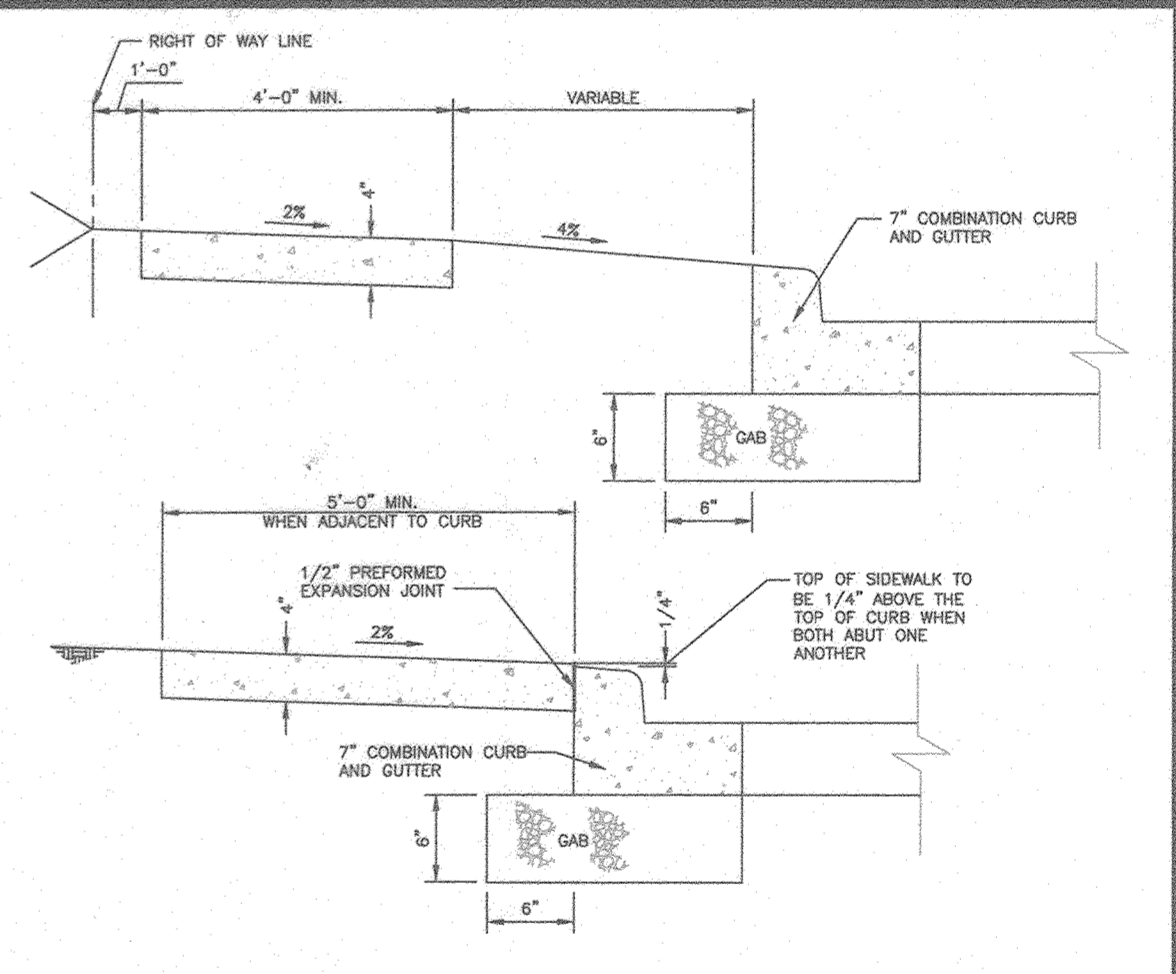 RIGHT OF WAY LINE
1'-0"
4'-0" MIN.
VARIABLE
4"
2%
4%
7" COMBINATION CURB
AND GUTTER
6"
GAB
6"
5'-0" MIN.
WHEN ADJACENT TO CURB
1/2" PREFORMED
EXPANSION JOINT
4"
2%
1/4"
TOP OF SIDEWALK TO
BE 1/4" ABOVE THE
TOP OF CURB WHEN
BOTH ABUT ONE
ANOTHER
7" COMBINATION CURB
AND GUTTER
6"
GAB
6"